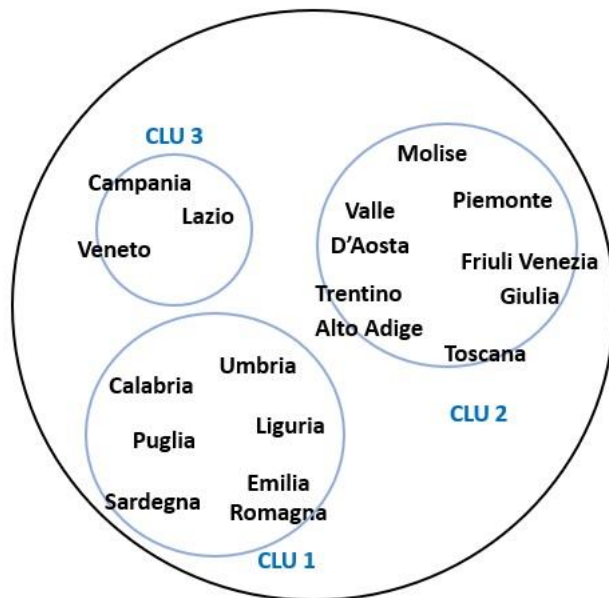 CLU 3
Campania
Lazio
Veneto
Molise
Piemonte
Valle
D'Aosta
Friuli Venezia
Giulia
Trentino
Alto Adige
Toscana
CLU 2
Umbria
Calabria
Liguria
Puglia
Emilia
Romagna
Sardegna
CLU 1